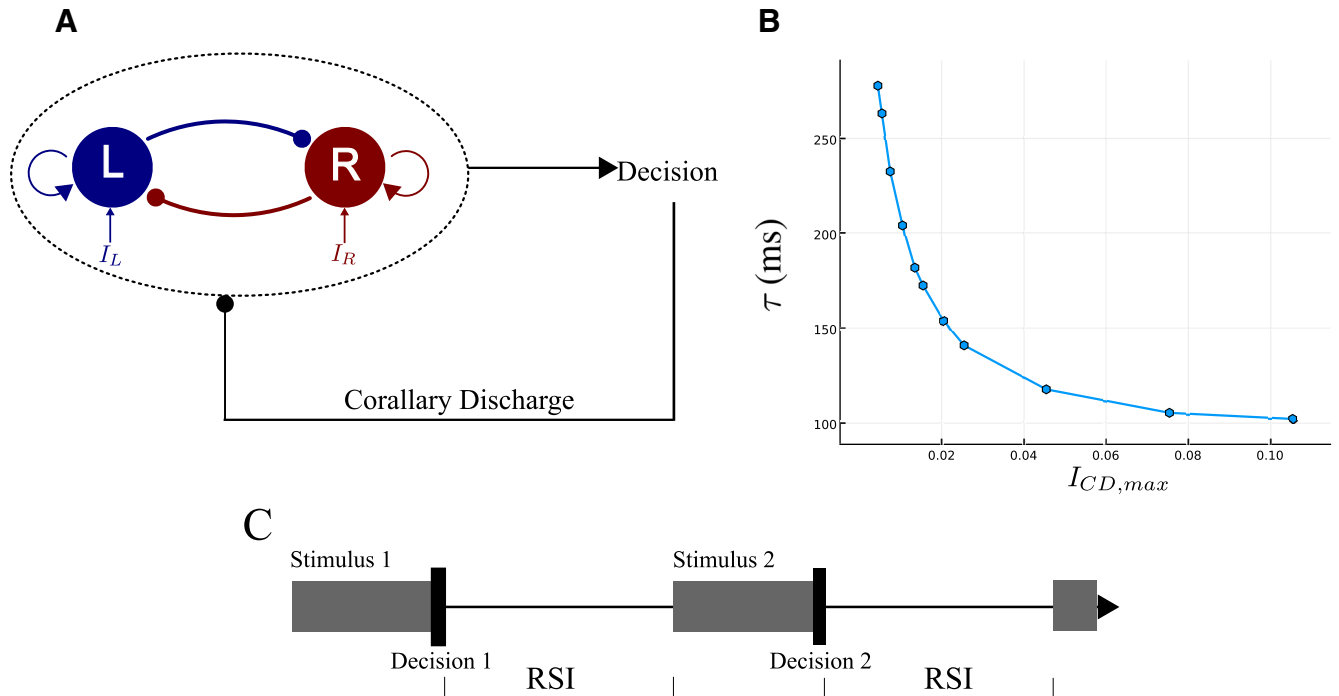 A
L
R
I_L
I_R
Decision
Corallary Discharge
B
τ (ms)
250
200
150
100
0.02 0.04 0.06 0.08 0.10
I_{CD,max}
C
Stimulus 1 Stimulus 2
Decision 1 Decision 2
RSI RSI